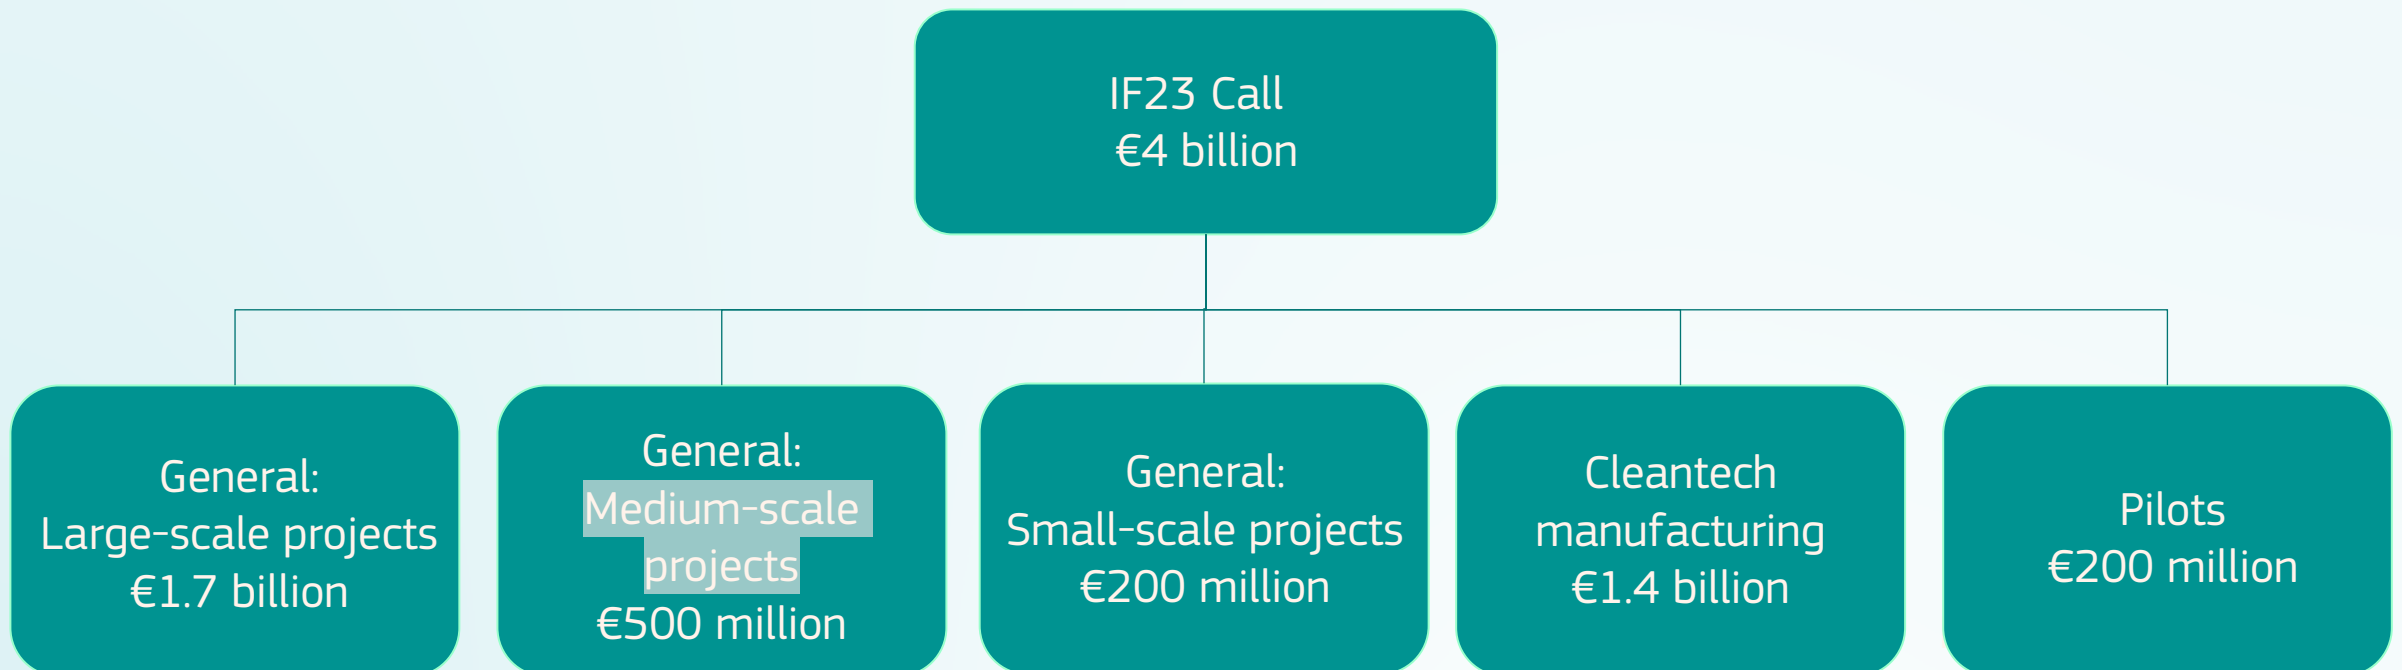 IF23 Call
€4 billion
General:
Large-scale projects
€1.7 billion
General:
Medium-scale
projects
€500 million
General:
Small-scale projects
€200 million
Cleantech
manufacturing
€1.4 billion
Pilots
€200 million